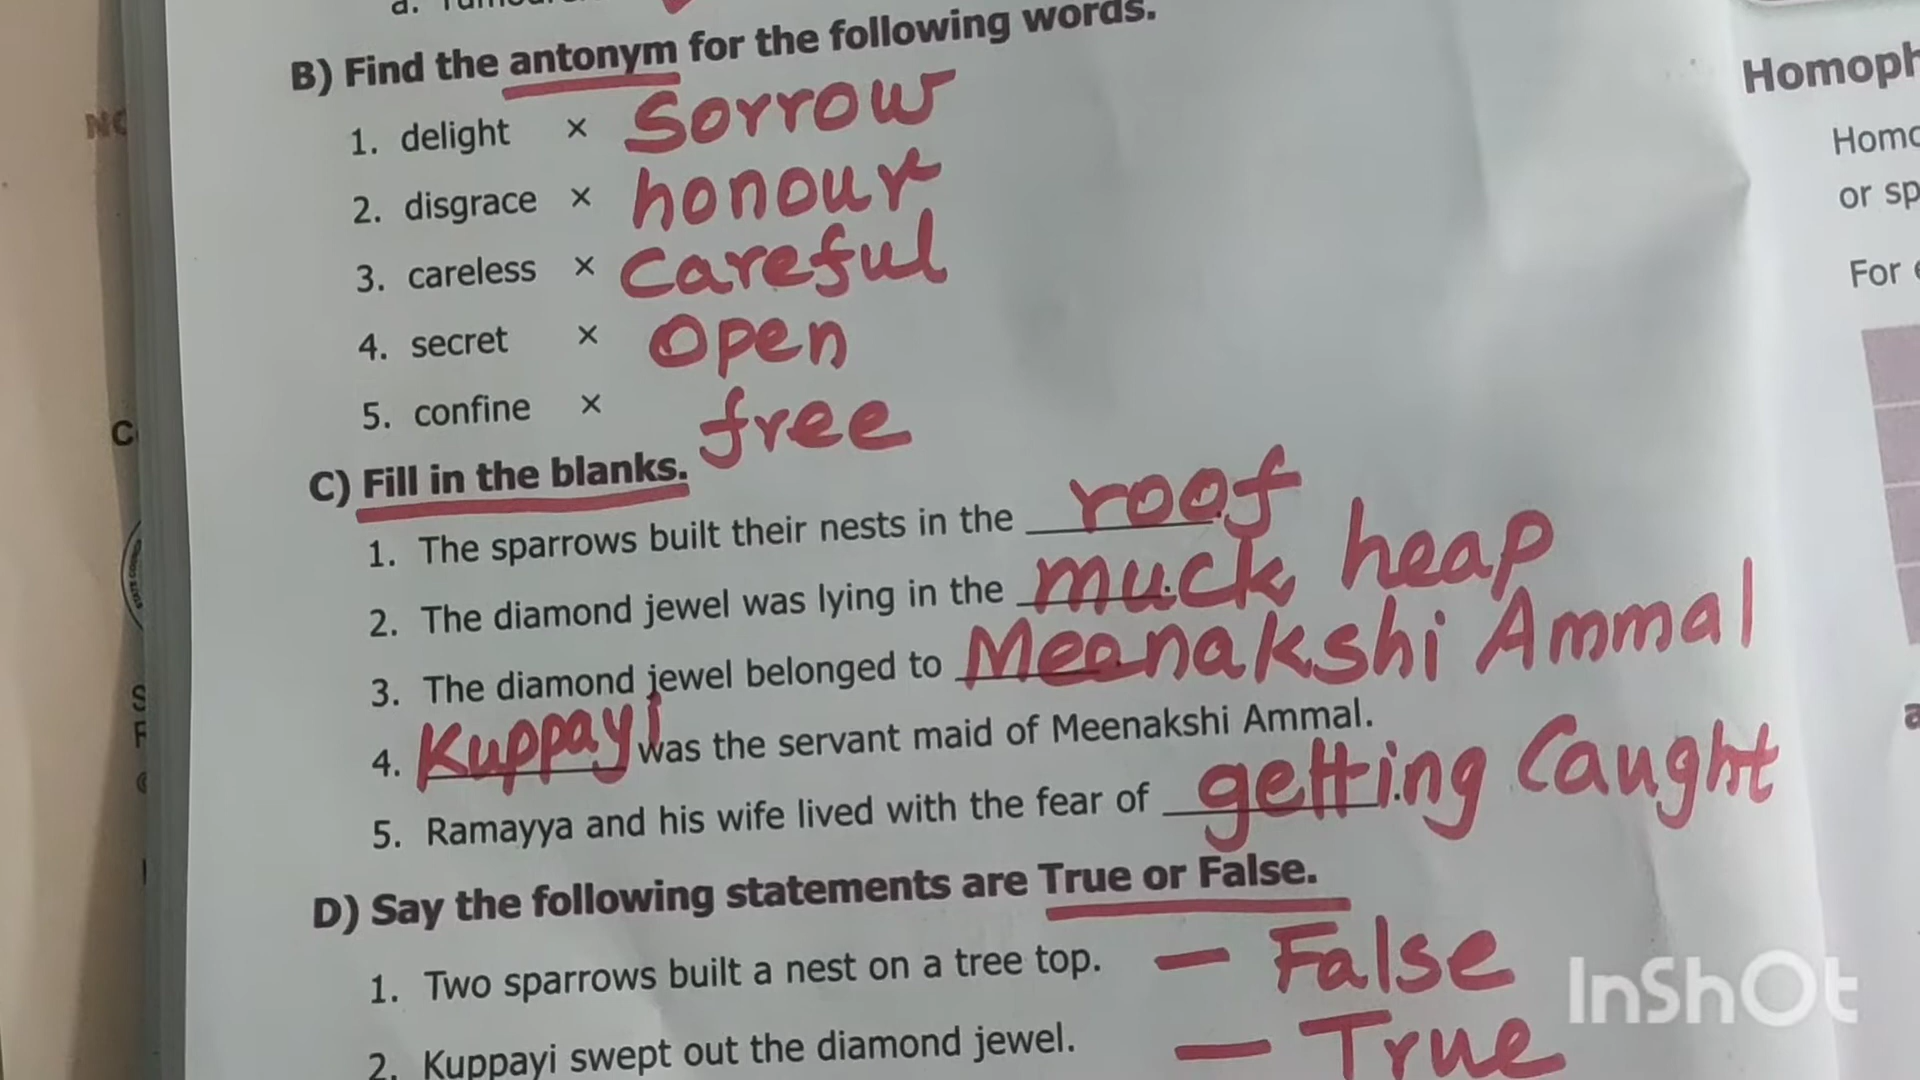 B) Find the antonym for the following words.
1. delight × Sorrow
2. disgrace × honour
3. careless × Careful
4. secret × Open
5. confine × free
C) Fill in the blanks.
1. The sparrows built their nests in the roof.
2. The diamond jewel was lying in the muck heap.
3. The diamond jewel belonged to Meenakshi Ammal.
4. Kuppayi was the servant maid of Meenakshi Ammal.
5. Ramayya and his wife lived with the fear of getting Caught.
D) Say the following statements are True or False.
1. Two sparrows built a nest on a tree top. — False
2. Kuppayi swept out the diamond jewel. — True
or
For
InShOt